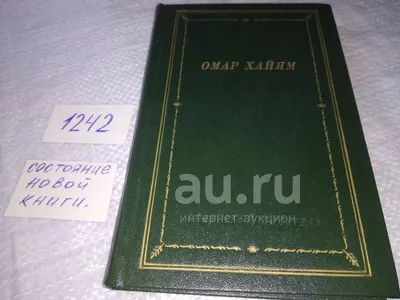 ОМАР ХАЙЯМ
1242
СОСТОЯНИЕ
НОВОЙ
КНИГИ.
au.ru
интернет-аукцион